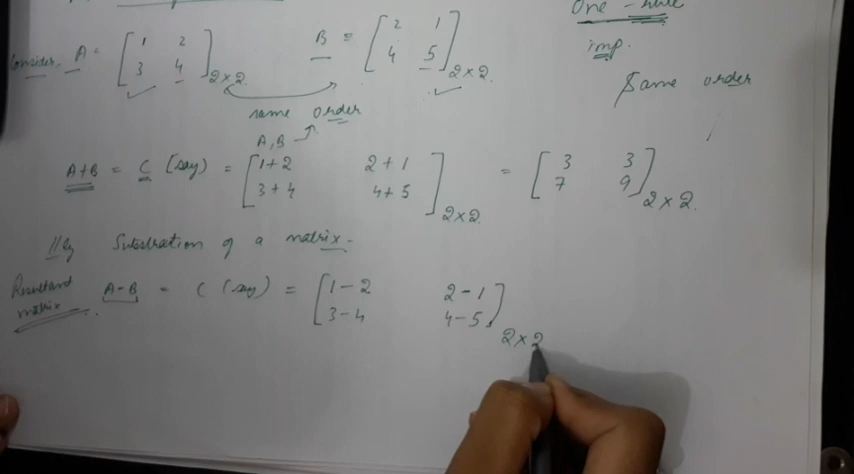 One - rule
imp.
Same order
Consider, A = [ 1 2
3 4 ] 2×2
B = [ 2 1
4 5 ] 2×2.
same order
A, B
A+B = C (say) = [ 1+2 2+1
3+4 4+5 ] 2×2
= [ 3 3
7 9 ] 2×2.
||ly Substration of a matrix.
Resultant
matrix.
A-B = C (say) = [ 1-2 2-1
3-4 4-5 ] 2×2